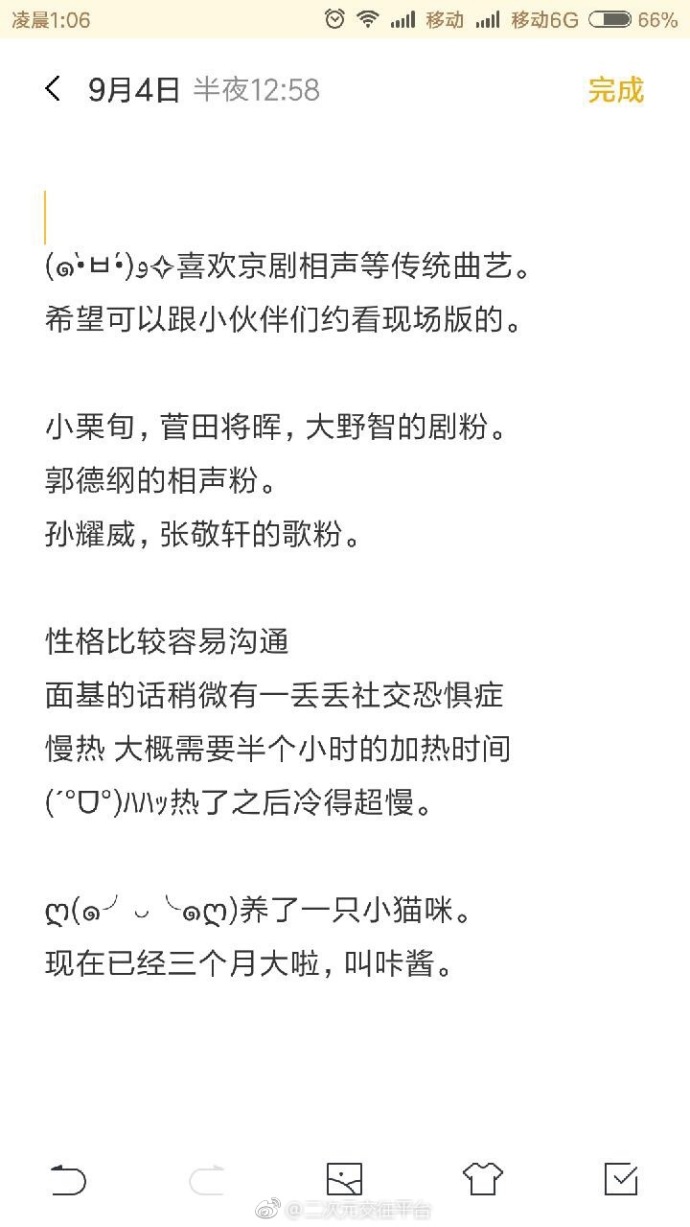 凌晨1:06 移动 移动6G 66%
9月4日 半夜12:58 完成
(๑•̀ㅂ•́)و✧喜欢京剧相声等传统曲艺。
希望可以跟小伙伴们约看现场版的。
小栗旬，菅田将晖，大野智的剧粉。
郭德纲的相声粉。
孙耀威，张敬轩的歌粉。
性格比较容易沟通
面基的话稍微有一丢丢社交恐惧症
慢热 大概需要半个小时的加热时间
(´°ᗜ°)ﾊﾊｯ热了之后冷得超慢。
ღ(๑╯ ᴗ ╰๑ღ)养了一只小猫咪。
现在已经三个月大啦，叫咔酱。
@二次元交征平台